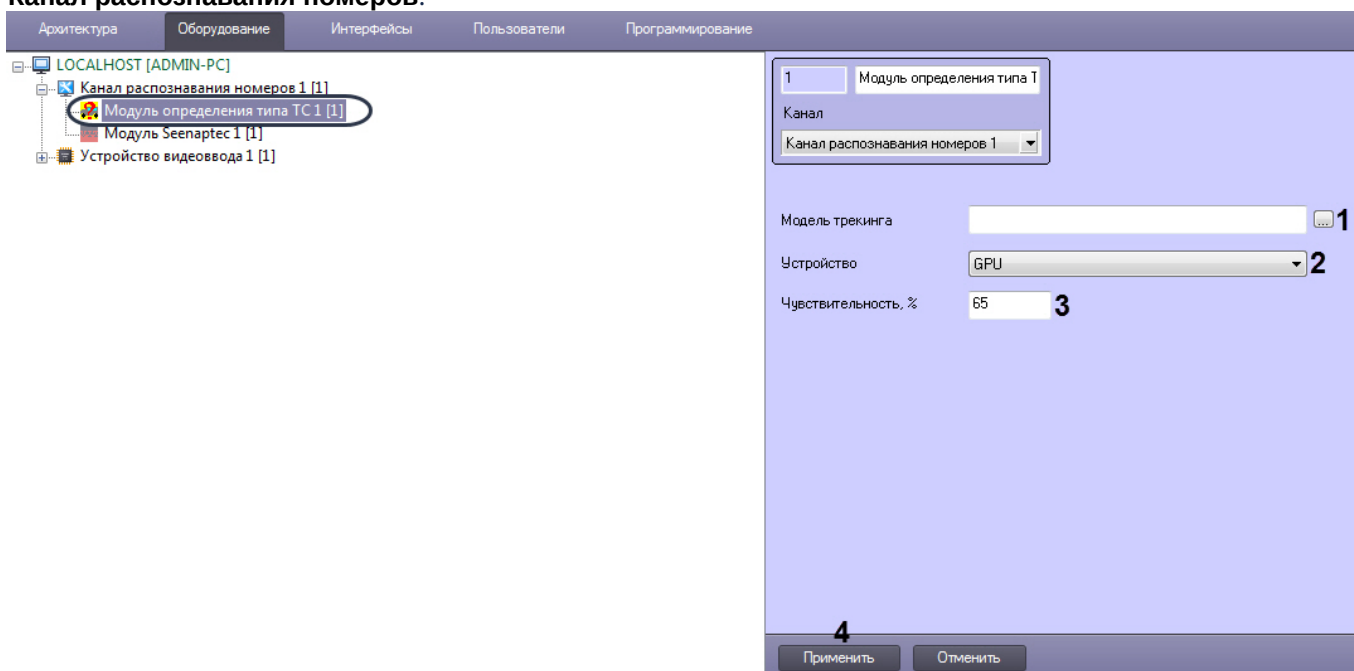 Канал распознавания номеров.
Архитектура Оборудование Интерфейсы Пользователи Программирование
LOCALHOST [ADMIN-PC]
Канал распознавания номеров 1 [1]
Модуль определения типа ТС 1 [1]
Модуль Seenaptec 1 [1]
Устройство видеоввода 1 [1]
1 Модуль определения типа Т
Канал
Канал распознавания номеров 1
Модель трекинга ... 1
Устройство GPU 2
Чувствительность, % 65 3
4
Применить Отменить